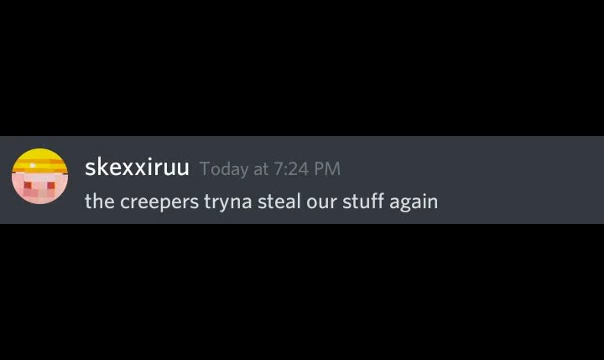 skexxiruu Today at 7:24 PM
the creepers tryna steal our stuff again